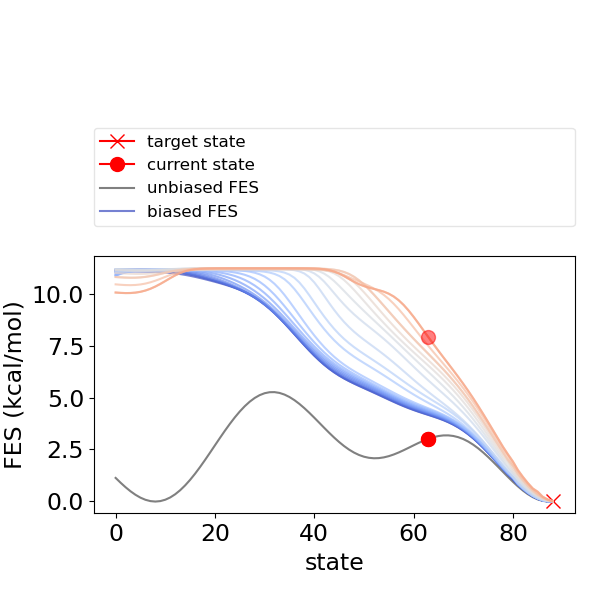 target state
current state
unbiased FES
biased FES
FES (kcal/mol)
10.0
7.5
5.0
2.5
0.0
0 20 40 60 80
state